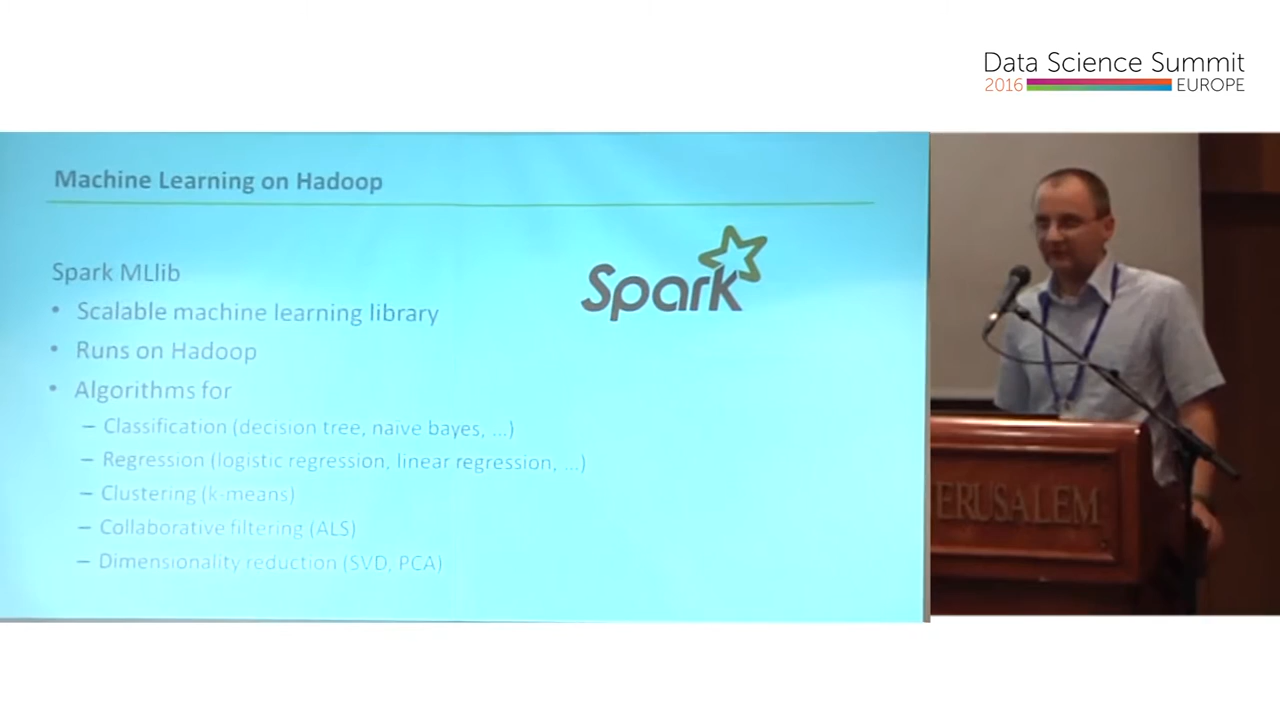 Data Science Summit
2016 EUROPE
Machine Learning on Hadoop
Spark
Spark MLlib
• Scalable machine learning library
• Runs on Hadoop
• Algorithms for
– Classification (decision tree, naive bayes, ...)
– Regression (logistic regression, linear regression, ...)
– Clustering (k-means)
– Collaborative filtering (ALS)
– Dimensionality reduction (SVD, PCA)
ERUSALEM